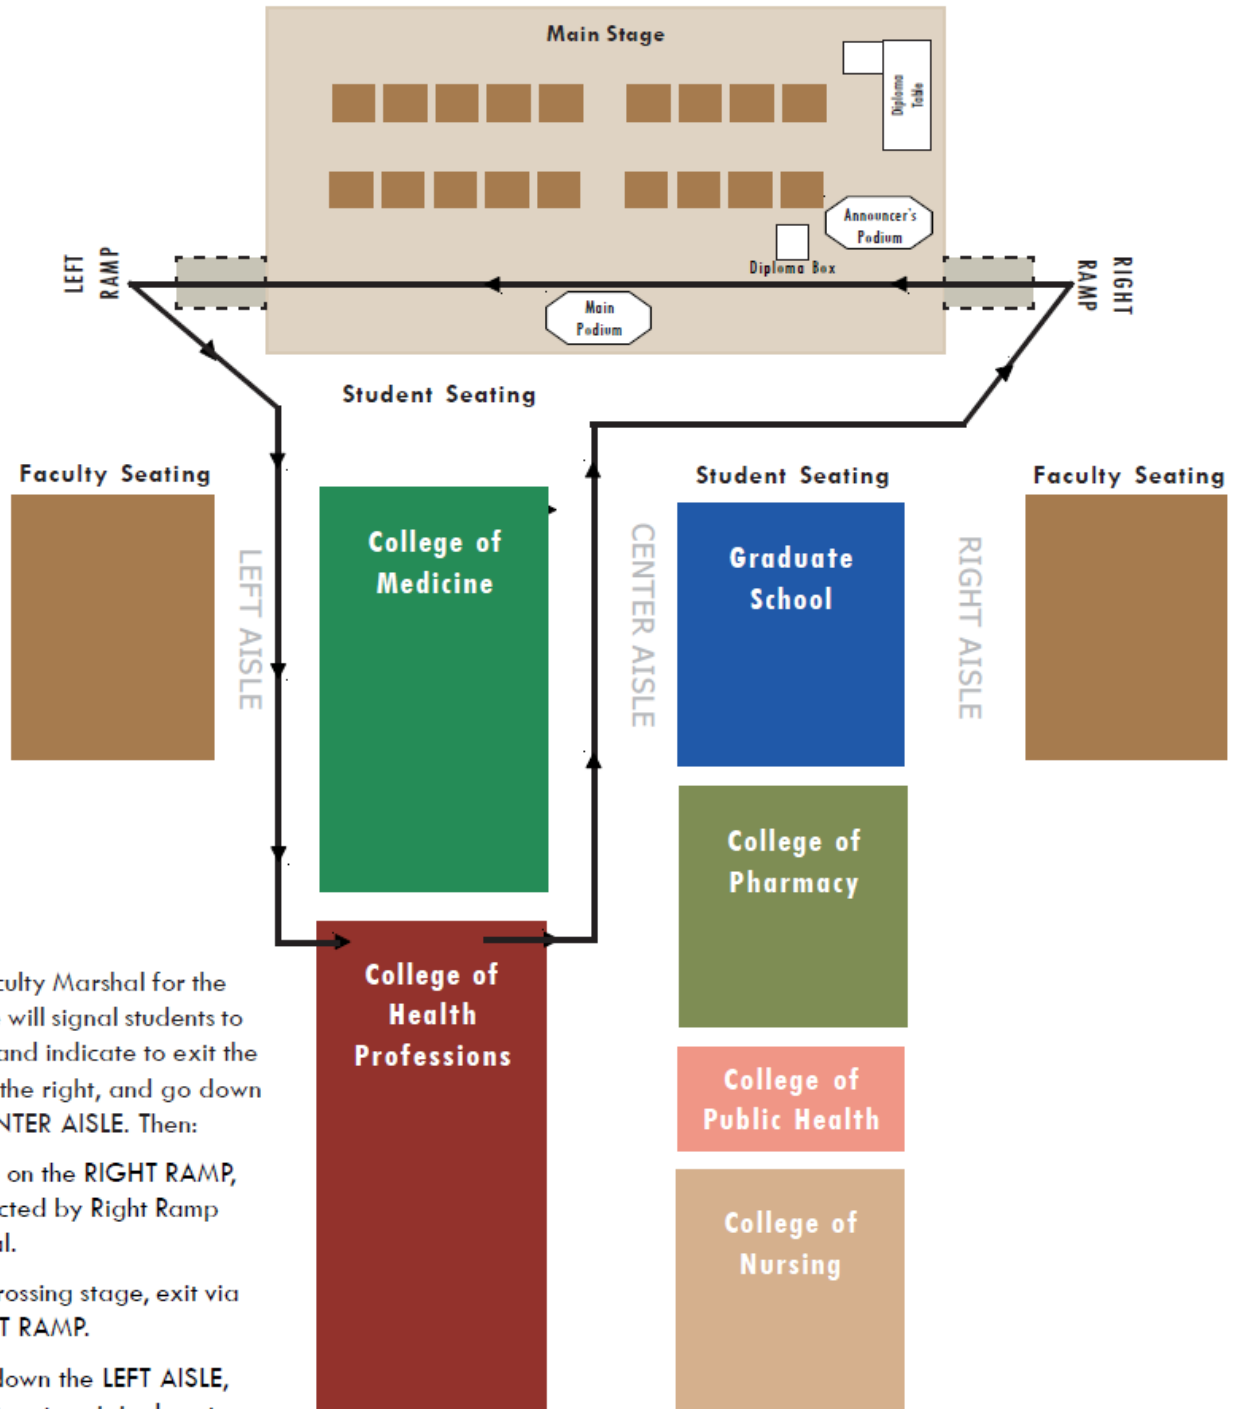 Main Stage
Diploma
Table
Announcer's
Podium
Diploma Box
LEFT
RAMP
RIGHT
RAMP
Main
Podium
Student Seating
Faculty Seating
Student Seating
Faculty Seating
LEFT AISLE
College of
Medicine
CENTER AISLE
Graduate
School
RIGHT AISLE
College of
Pharmacy
College of
Health
Professions
College of
Public Health
College of
Nursing
culty Marshal for the
will signal students to
and indicate to exit the
the right, and go down
NTER AISLE. Then:
on the RIGHT RAMP,
cted by Right Ramp
al.
rossing stage, exit via
T RAMP.
down the LEFT AISLE,